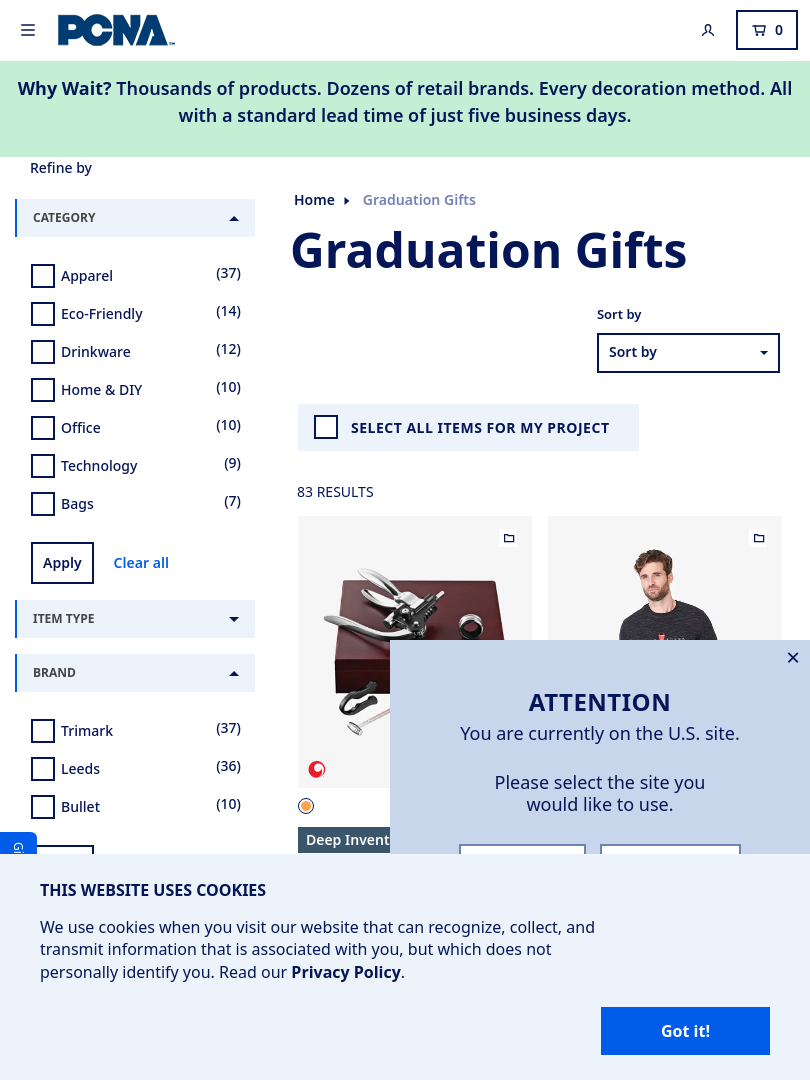 PCNA
0
Why Wait? Thousands of products. Dozens of retail brands. Every decoration method. All
with a standard lead time of just five business days.
Refine by
CATEGORY
Apparel (37)
Eco-Friendly (14)
Drinkware (12)
Home & DIY (10)
Office (10)
Technology (9)
Bags (7)
Apply Clear all
ITEM TYPE
BRAND
Trimark (37)
Leeds (36)
Bullet (10)
Home Graduation Gifts
Graduation Gifts
Sort by
Sort by
SELECT ALL ITEMS FOR MY PROJECT
83 RESULTS
Deep Invent
ATTENTION
You are currently on the U.S. site.
Please select the site you
would like to use.
THIS WEBSITE USES COOKIES
We use cookies when you visit our website that can recognize, collect, and
transmit information that is associated with you, but which does not
personally identify you. Read our Privacy Policy.
Got it!